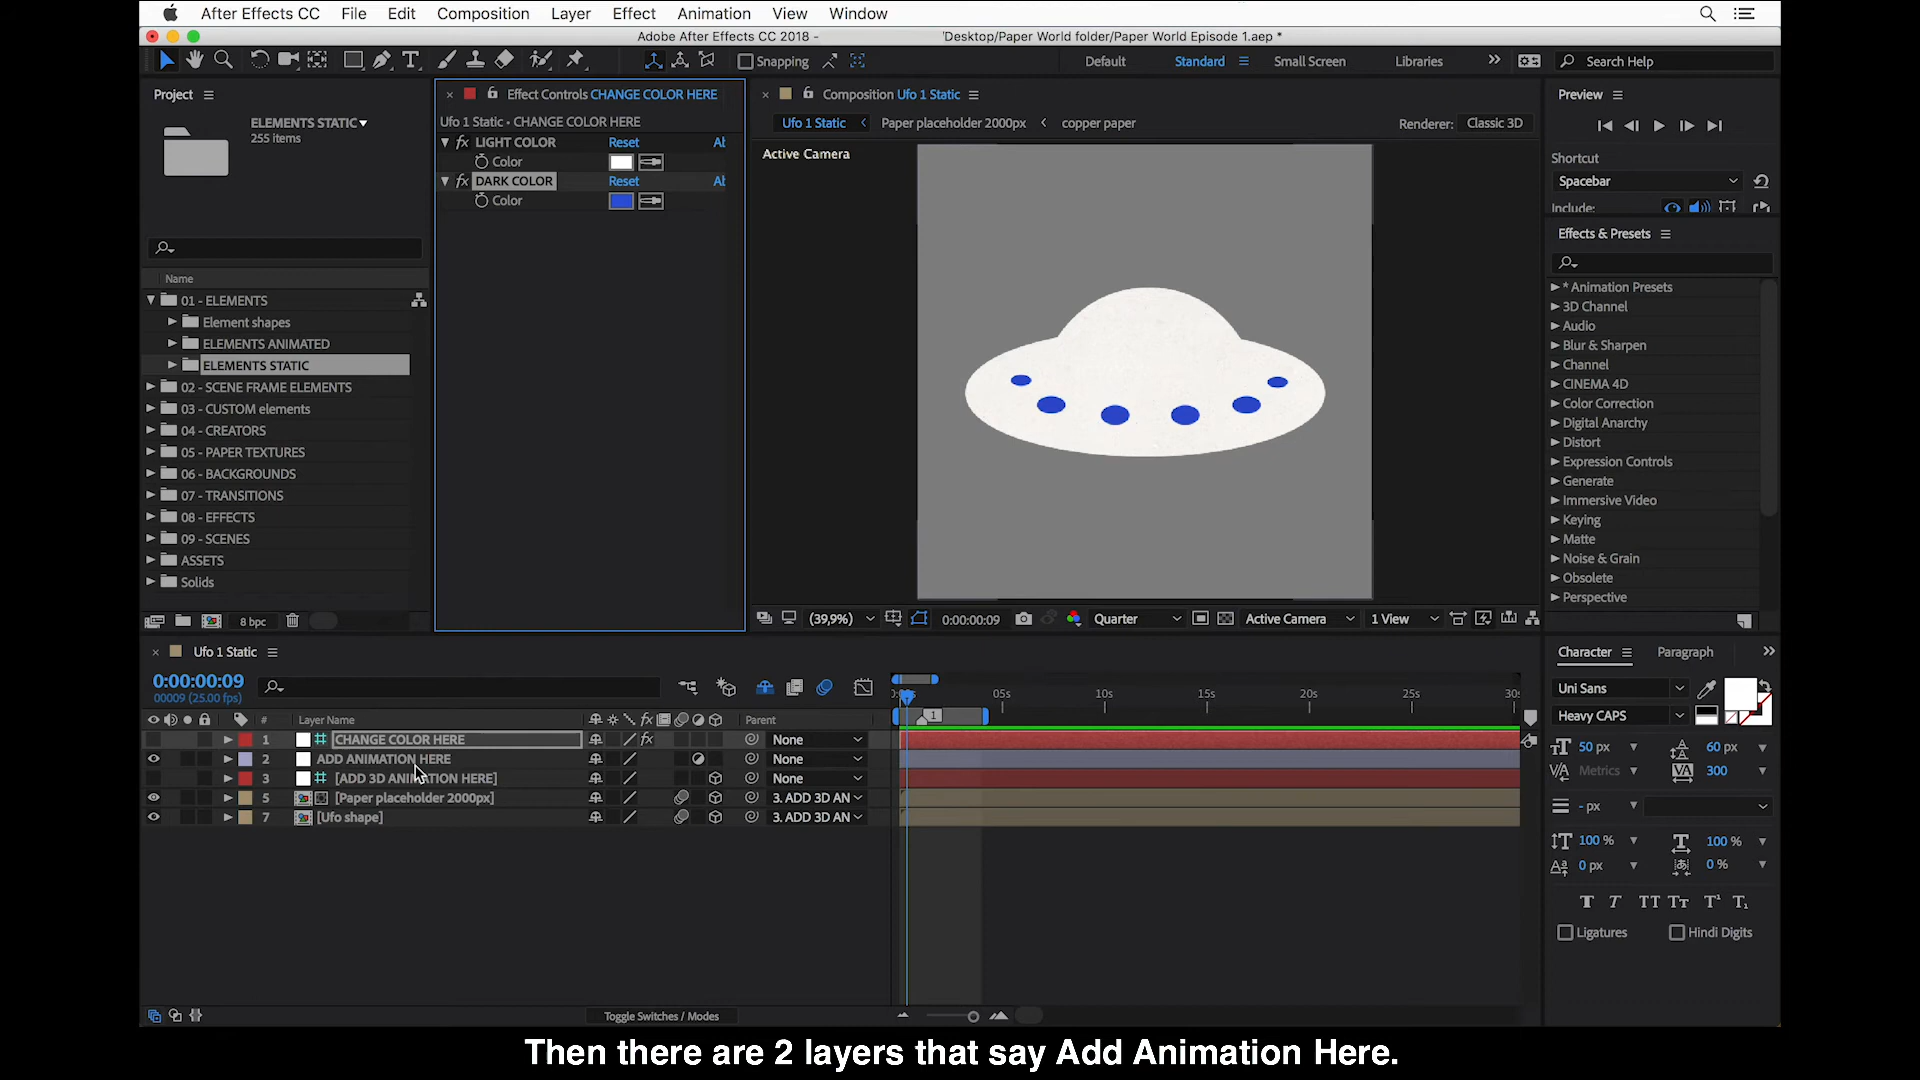 After Effects CC File Edit Composition Layer Effect Animation View Window
Adobe After Effects CC 2018 - 'Desktop/Paper World folder/Paper World Episode 1.aep *
Snapping Default Standard Small Screen Libraries Search Help
Project
ELEMENTS STATIC
255 items
Name
01 - ELEMENTS
Element shapes
ELEMENTS ANIMATED
ELEMENTS STATIC
02 - SCENE FRAME ELEMENTS
03 - CUSTOM elements
04 - CREATORS
05 - PAPER TEXTURES
06 - BACKGROUNDS
07 - TRANSITIONS
08 - EFFECTS
09 - SCENES
ASSETS
Solids
8 bpc
Effect Controls CHANGE COLOR HERE
Ufo 1 Static • CHANGE COLOR HERE
fx LIGHT COLOR Reset Al
Color
fx DARK COLOR Reset Al
Color
Composition Ufo 1 Static
Ufo 1 Static Paper placeholder 2000px copper paper Renderer: Classic 3D
Active Camera
(39,9%) 0:00:00:09 Quarter Active Camera 1 View
Preview
Shortcut
Spacebar
Include:
Effects & Presets
* Animation Presets
3D Channel
Audio
Blur & Sharpen
Channel
CINEMA 4D
Color Correction
Digital Anarchy
Distort
Expression Controls
Generate
Immersive Video
Keying
Matte
Noise & Grain
Obsolete
Perspective
Ufo 1 Static
0:00:00:09
00009 (25.00 fps)
05s 10s 15s 20s 25s 30s
1
# Layer Name fx Parent
1 CHANGE COLOR HERE fx None
2 ADD ANIMATION HERE None
3 [ADD 3D ANIMATION HERE] None
5 [Paper placeholder 2000px] 3. ADD 3D AN
7 [Ufo shape] 3. ADD 3D AN
Toggle Switches / Modes
Character Paragraph
Uni Sans
Heavy CAPS
50 px 60 px
Metrics 300
- px
100 % 100 %
0 px 0 %
T T TT Tt T¹ T₁
Ligatures Hindi Digits
Then there are 2 layers that say Add Animation Here.